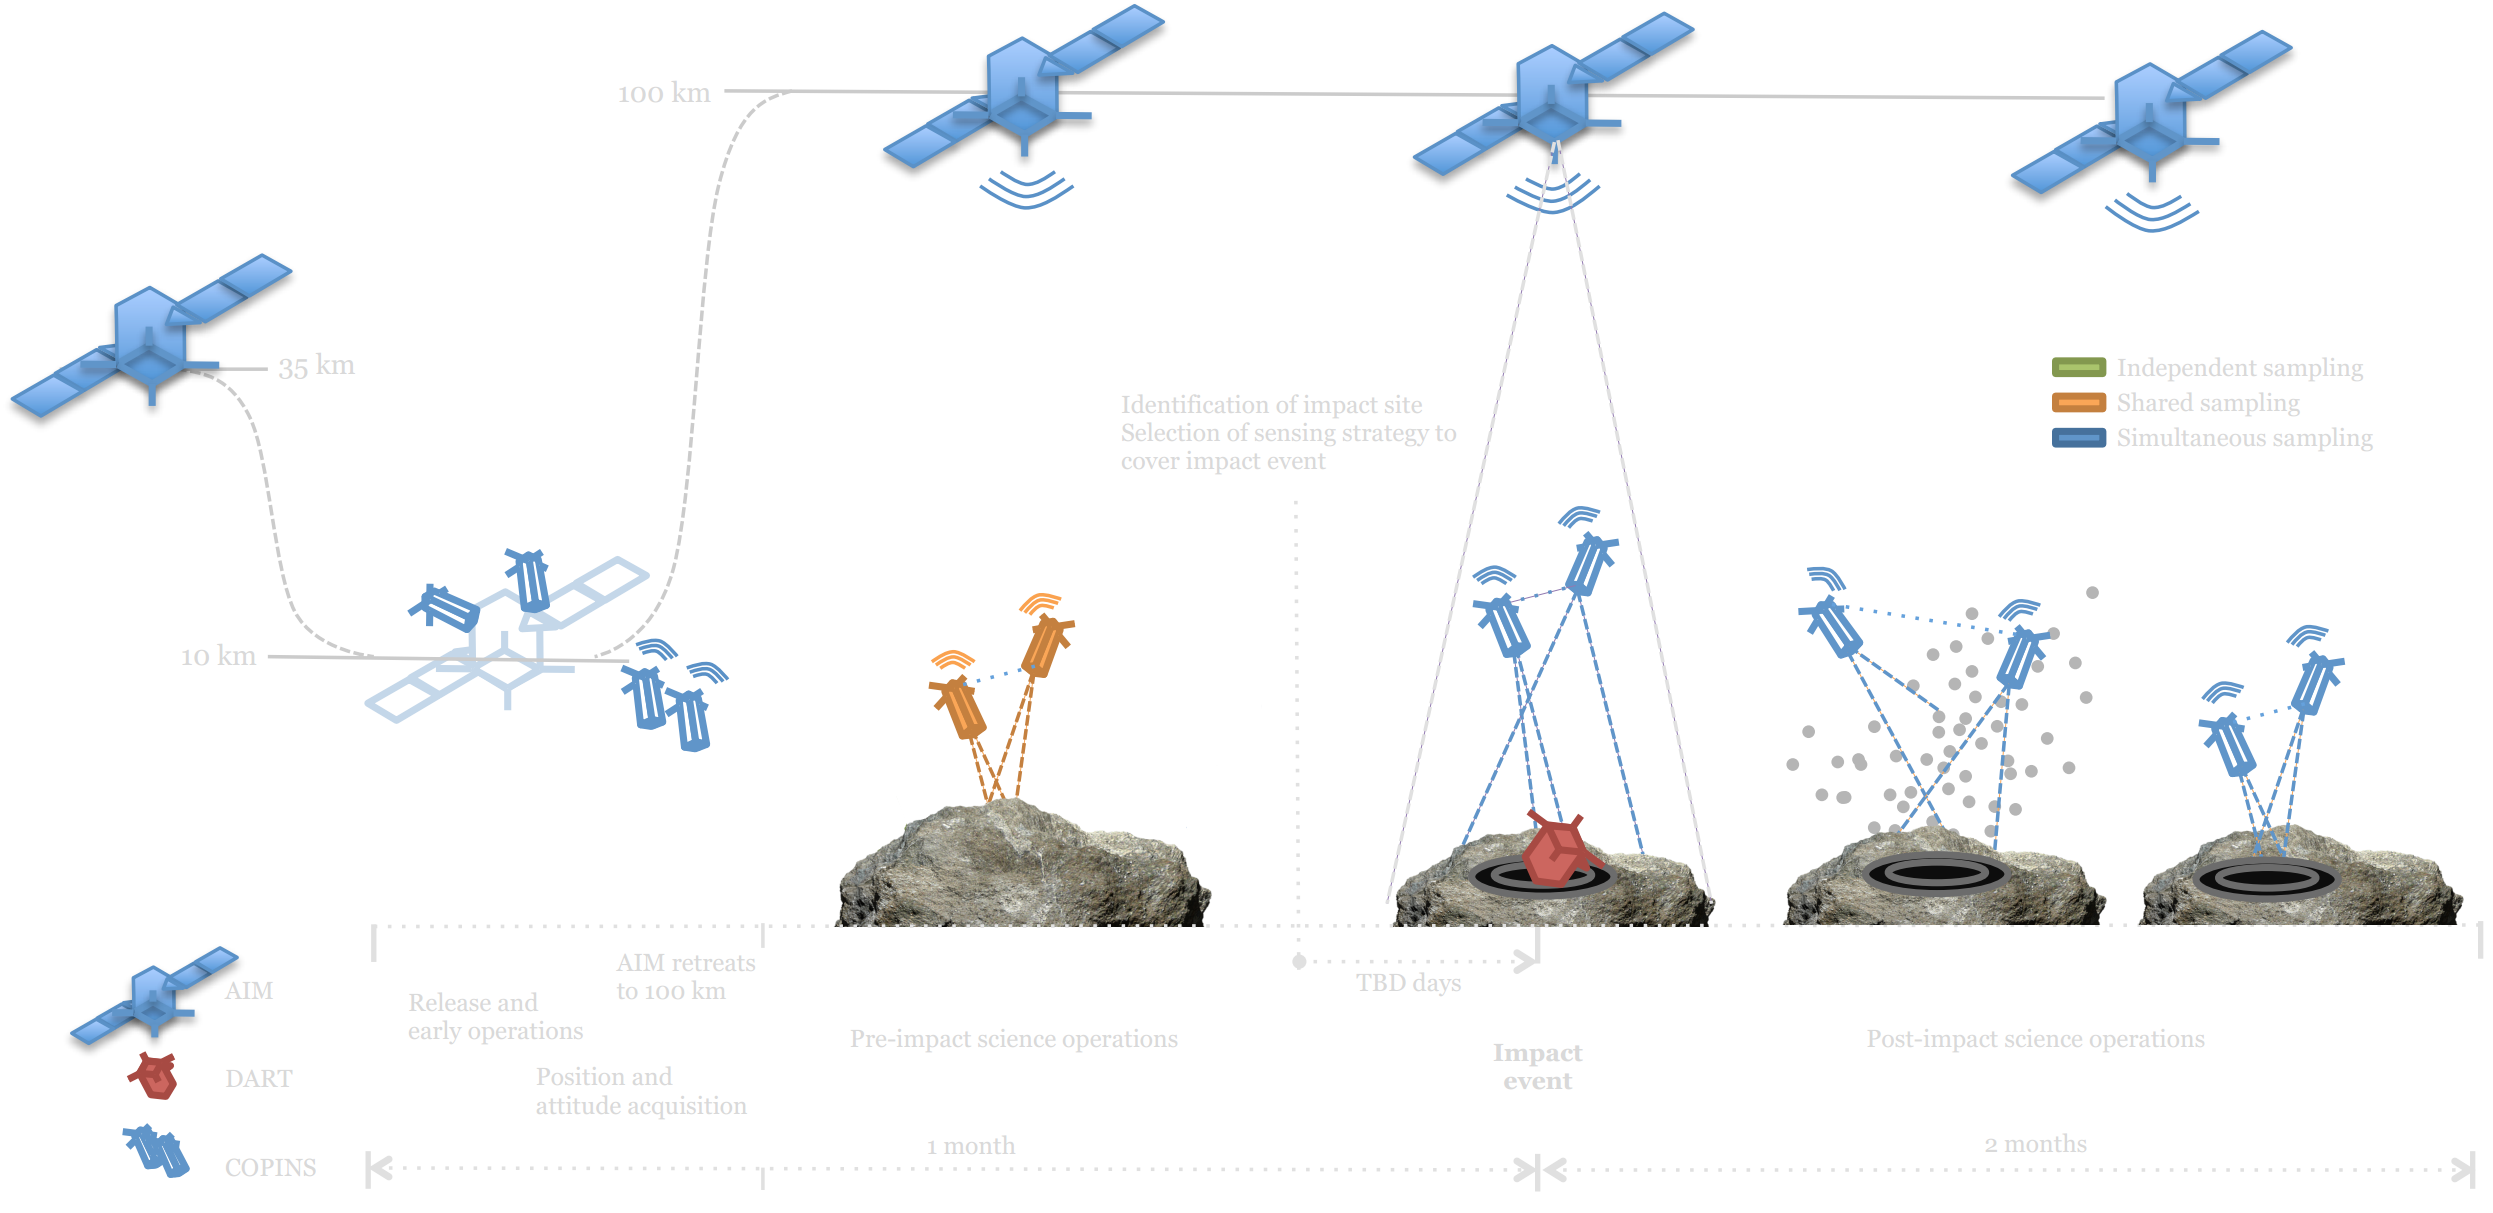 100 km
35 km
10 km
Identification of impact site
Selection of sensing strategy to
cover impact event
Independent sampling
Shared sampling
Simultaneous sampling
AIM
DART
COPINS
Release and
early operations
AIM retreats
to 100 km
Position and
attitude acquisition
Pre-impact science operations
TBD days
Impact
event
Post-impact science operations
1 month
2 months